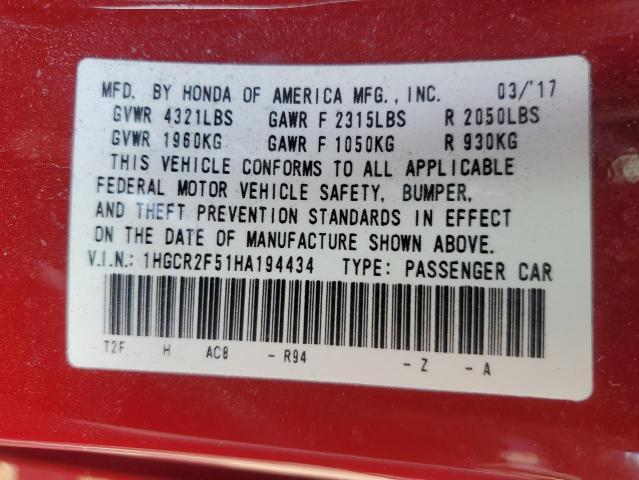 MFD. BY HONDA OF AMERICA MFG., INC. 03/'17
GVWR 4321LBS GAWR F 2315LBS R 2050LBS
GVWR 1960KG GAWR F 1050KG R 930KG
THIS VEHICLE CONFORMS TO ALL APPLICABLE
FEDERAL MOTOR VEHICLE SAFETY, BUMPER,
AND THEFT PREVENTION STANDARDS IN EFFECT
ON THE DATE OF MANUFACTURE SHOWN ABOVE.
V.I.N.: 1HGCR2F51HA194434 TYPE: PASSENGER CAR
T2F H AC8 - R94 - Z - A